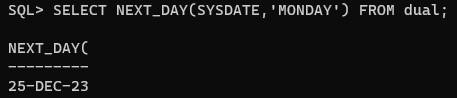 SQL> SELECT NEXT_DAY(SYSDATE,'MONDAY') FROM dual;
NEXT_DAY(
---------
25-DEC-23